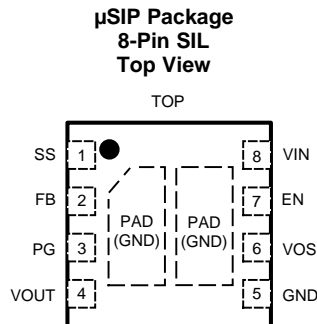 µSIP Package
8-Pin SIL
Top View
TOP
SS 1 8 VIN
FB 2 7 EN
PAD PAD
(GND) (GND)
PG 3 6 VOS
VOUT 4 5 GND